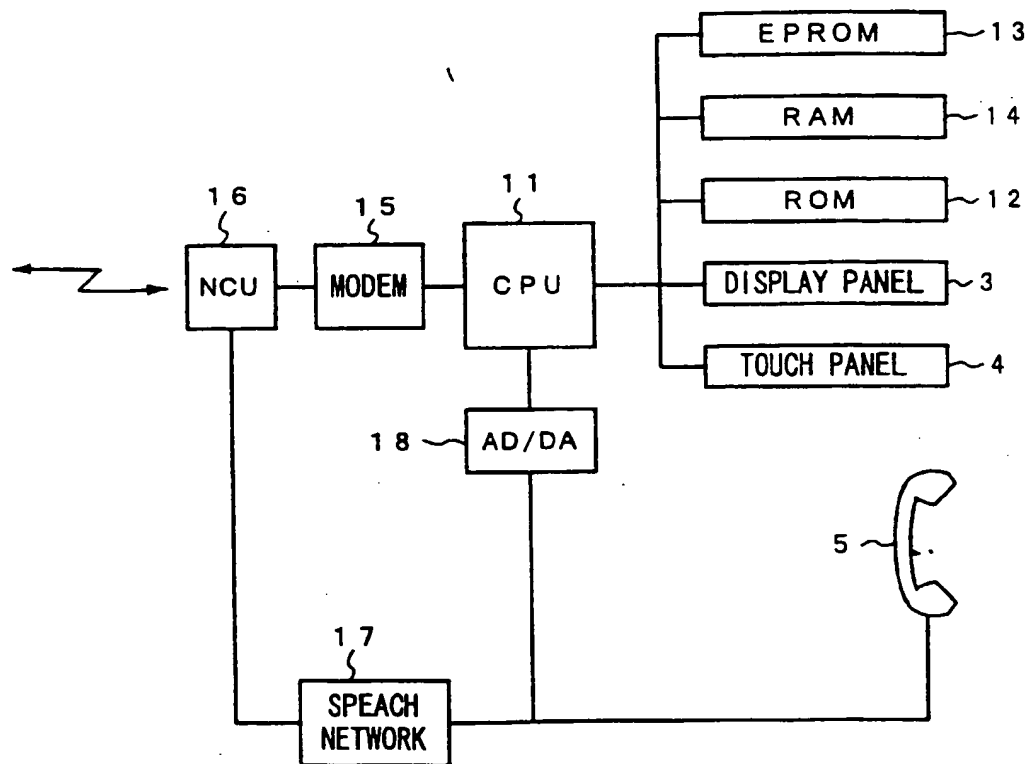 EPROM 13
RAM 14
16 15 11 ROM 12
NCU MODEM CPU DISPLAY PANEL 3
TOUCH PANEL 4
18 AD/DA
5
17
SPEACH
NETWORK